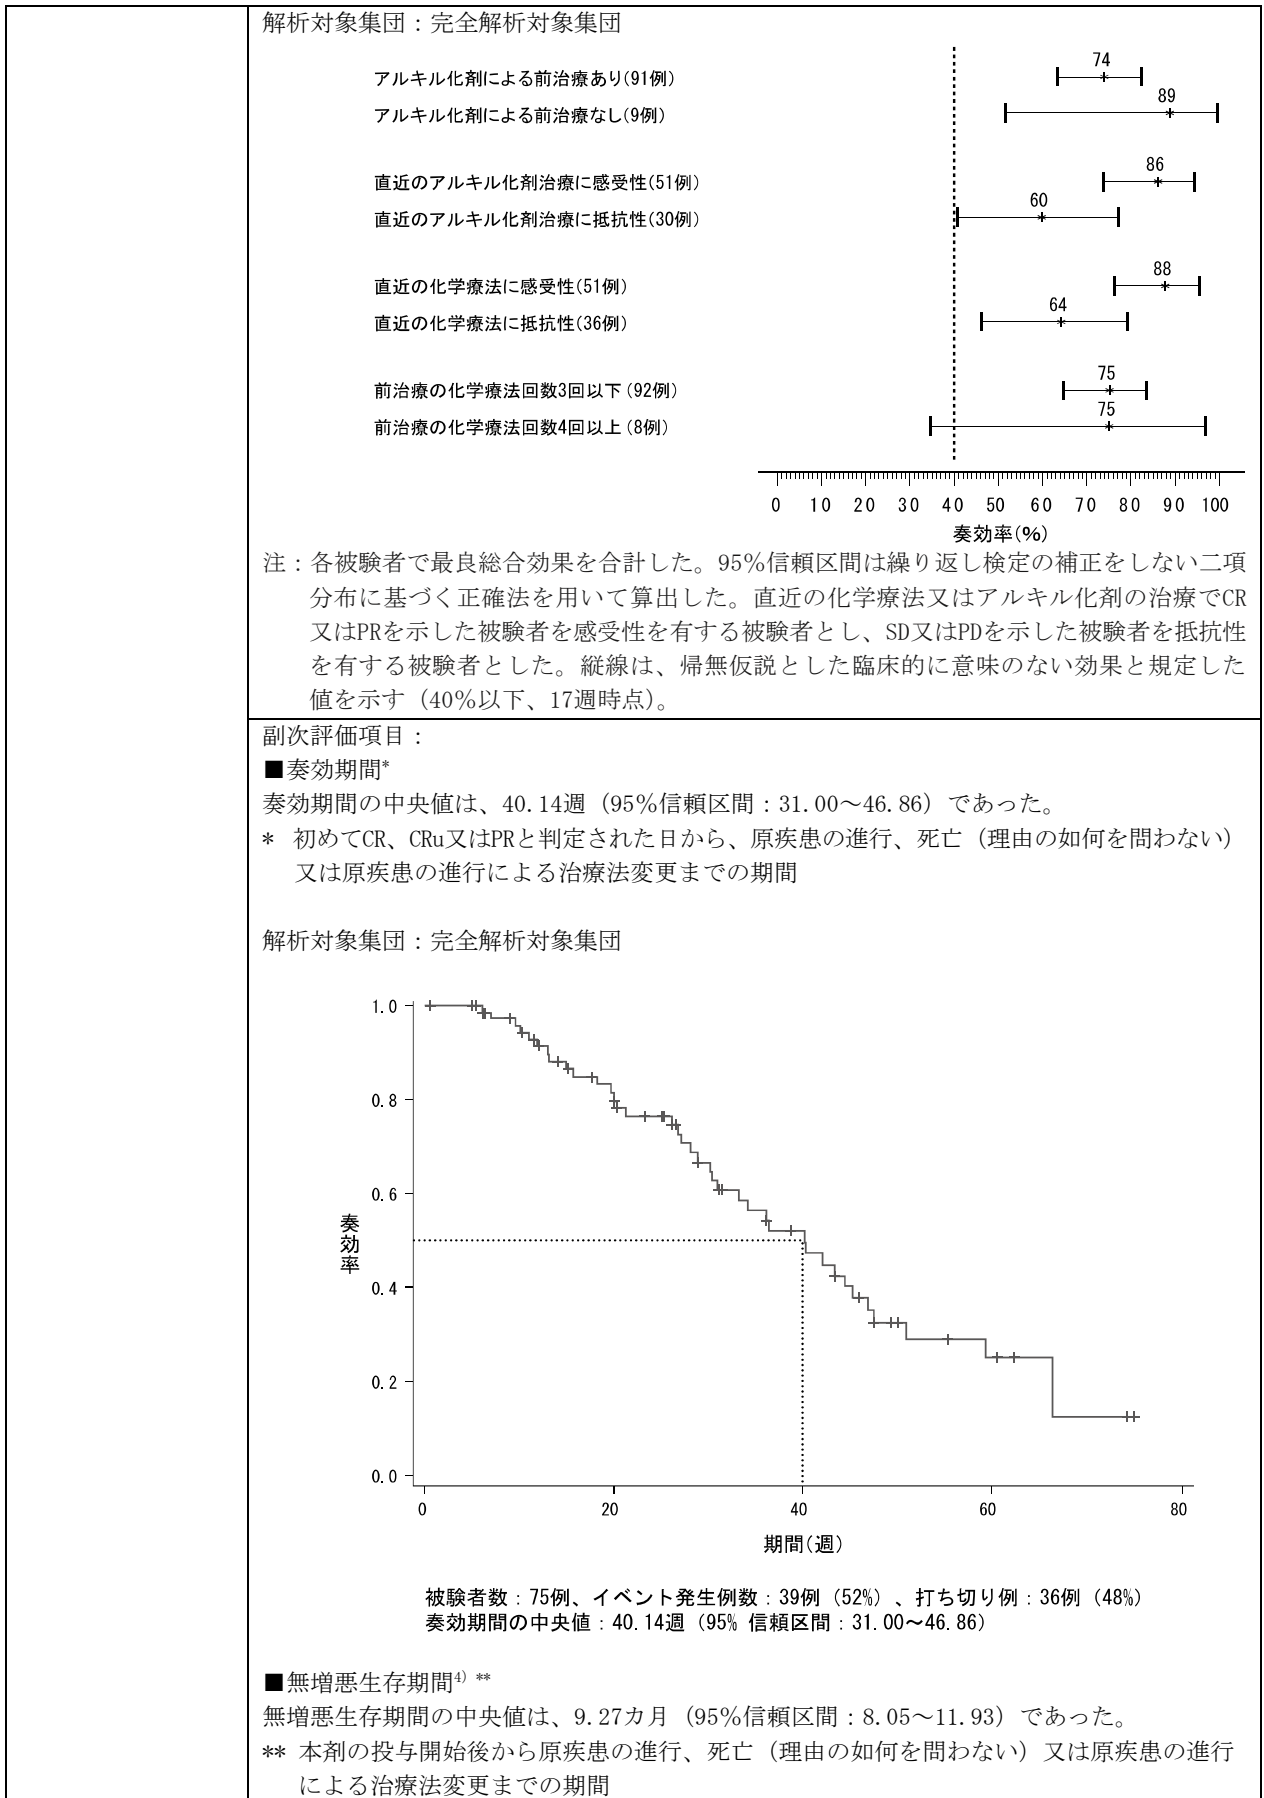 解析対象集団：完全解析対象集団
アルキル化剤による前治療あり(91例)
74
アルキル化剤による前治療なし(9例)
89
直近のアルキル化剤治療に感受性(51例)
86
直近のアルキル化剤治療に抵抗性(30例)
60
直近の化学療法に感受性(51例)
88
直近の化学療法に抵抗性(36例)
64
前治療の化学療法回数3回以下(92例)
75
前治療の化学療法回数4回以上(8例)
75
0 10 20 30 40 50 60 70 80 90 100
奏効率(%)
注：各被験者で最良総合効果を合計した。95%信頼区間は繰り返し検定の補正をしない二項
分布に基づく正確法を用いて算出した。直近の化学療法又はアルキル化剤の治療でCR
又はPRを示した被験者を感受性を有する被験者とし、SD又はPDを示した被験者を抵抗性
を有する被験者とした。縦線は、帰無仮説とした臨床的に意味のない効果と規定した
値を示す（40%以下、17週時点）。
副次評価項目：
■奏効期間*
奏効期間の中央値は、40.14週（95%信頼区間：31.00～46.86）であった。
* 初めてCR、CRu又はPRと判定された日から、原疾患の進行、死亡（理由の如何を問わない）
又は原疾患の進行による治療法変更までの期間
解析対象集団：完全解析対象集団
1.0
0.8
0.6
奏効率
0.4
0.2
0.0
0 20 40 60 80
期間(週)
被験者数：75例、イベント発生例数：39例（52%）、打ち切り例：36例（48%）
奏効期間の中央値：40.14週（95% 信頼区間：31.00～46.86）
■無増悪生存期間4) **
無増悪生存期間の中央値は、9.27カ月（95%信頼区間：8.05～11.93）であった。
** 本剤の投与開始後から原疾患の進行、死亡（理由の如何を問わない）又は原疾患の進行
による治療法変更までの期間